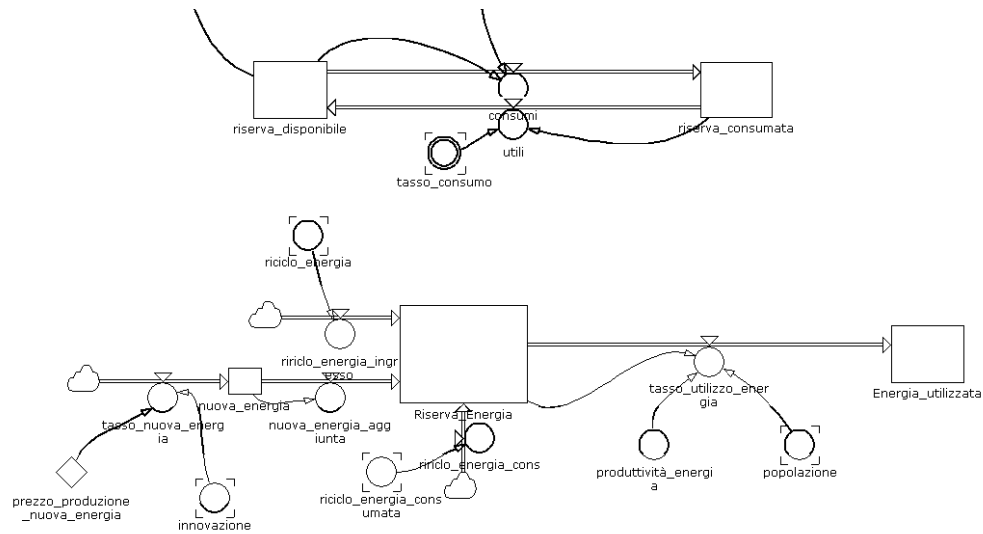 consumi
riserva_disponibile
riserva_consumata
utili
tasso_consumo
riciclo_energia
ririclo_energia_ingr
esso
nuova_energia
Riserva_Energia
tasso_utilizzo_ener
gia
Energia_utilizzata
tasso_nuova_energ
ia
nuova_energia_agg
iunta
riciclo_energia_cons
produttività_energi
a
popolazione
prezzo_produzione
_nuova_energia
riciclo_energia_cons
umata
innovazione